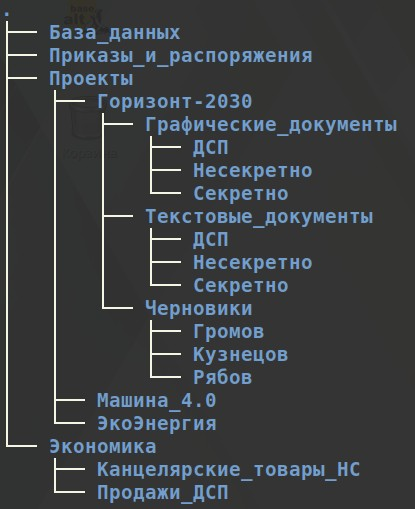 .
База_данных
Приказы_и_распоряжения
Проекты
Горизонт-2030
Графические_документы
ДСП
Несекретно
Секретно
Текстовые_документы
ДСП
Несекретно
Секретно
Черновики
Громов
Кузнецов
Рябов
Машина_4.0
ЭкоЭнергия
Экономика
Канцелярские_товары_НС
Продажи_ДСП